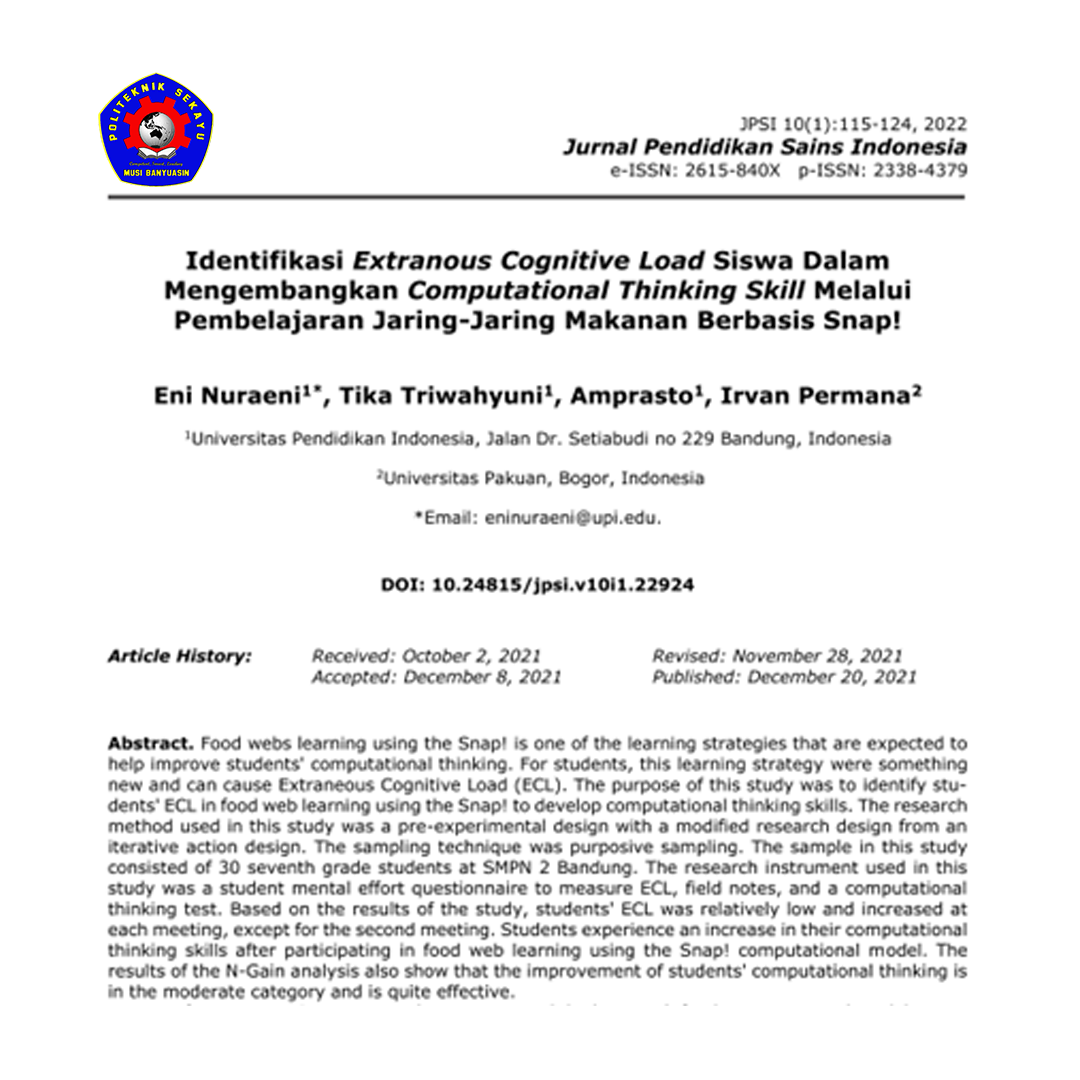 POLITEKNIK SEKAYU
MUSI BANYUASIN
JPSI 10(1):115-124, 2022
Jurnal Pendidikan Sains Indonesia
e-ISSN: 2615-840X p-ISSN: 2338-4379
Identifikasi Extranous Cognitive Load Siswa Dalam
Mengembangkan Computational Thinking Skill Melalui
Pembelajaran Jaring-Jaring Makanan Berbasis Snap!
Eni Nuraeni¹*, Tika Triwahyuni¹, Amprasto¹, Irvan Permana²
¹Universitas Pendidikan Indonesia, Jalan Dr. Setiabudi no 229 Bandung, Indonesia
²Universitas Pakuan, Bogor, Indonesia
*Email: eninuraeni@upi.edu.
DOI: 10.24815/jpsi.v10i1.22924
Article History: Received: October 2, 2021 Revised: November 28, 2021
Accepted: December 8, 2021 Published: December 20, 2021
Abstract. Food webs learning using the Snap! is one of the learning strategies that are expected to
help improve students' computational thinking. For students, this learning strategy were something
new and can cause Extraneous Cognitive Load (ECL). The purpose of this study was to identify stu-
dents' ECL in food web learning using the Snap! to develop computational thinking skills. The research
method used in this study was a pre-experimental design with a modified research design from an
iterative action design. The sampling technique was purposive sampling. The sample in this study
consisted of 30 seventh grade students at SMPN 2 Bandung. The research instrument used in this
study was a student mental effort questionnaire to measure ECL, field notes, and a computational
thinking test. Based on the results of the study, students' ECL was relatively low and increased at
each meeting, except for the second meeting. Students experience an increase in their computational
thinking skills after participating in food web learning using the Snap! computational model. The
results of the N-Gain analysis also show that the improvement of students' computational thinking is
in the moderate category and is quite effective.